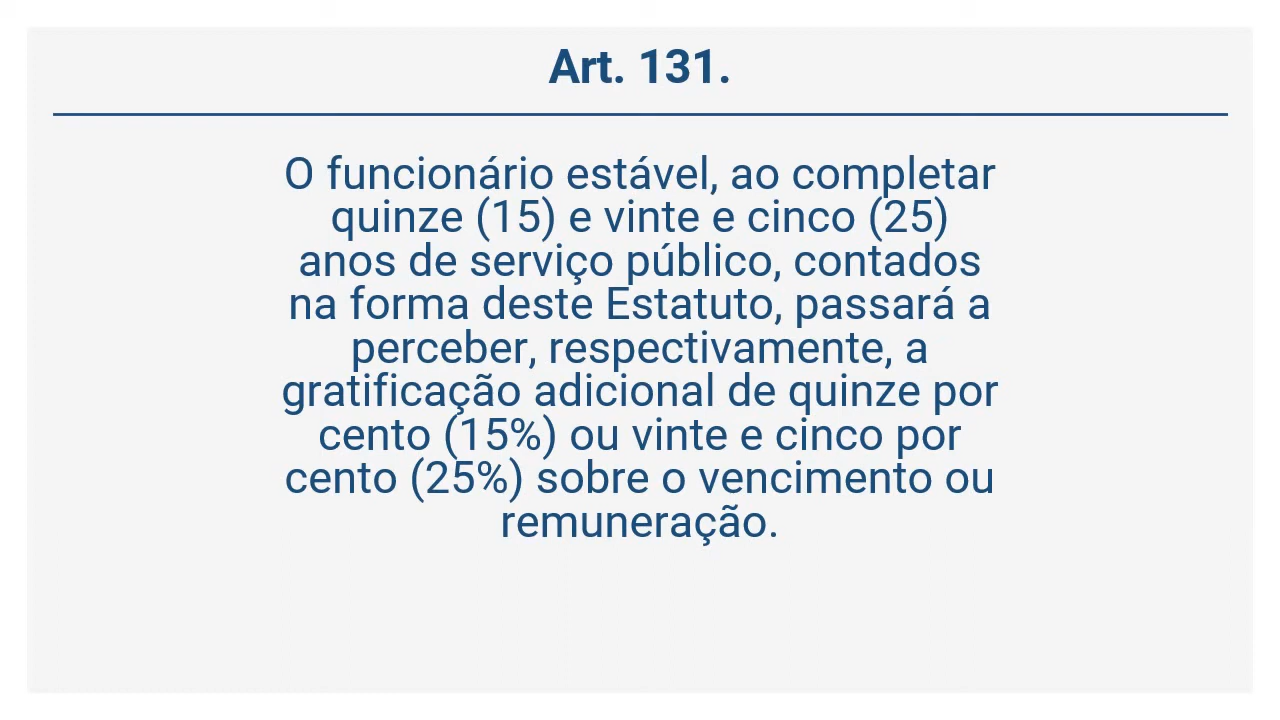 Art. 131.
O funcionário estável, ao completar
quinze (15) e vinte e cinco (25)
anos de serviço público, contados
na forma deste Estatuto, passará a
perceber, respectivamente, a
gratificação adicional de quinze por
cento (15%) ou vinte e cinco por
cento (25%) sobre o vencimento ou
remuneração.